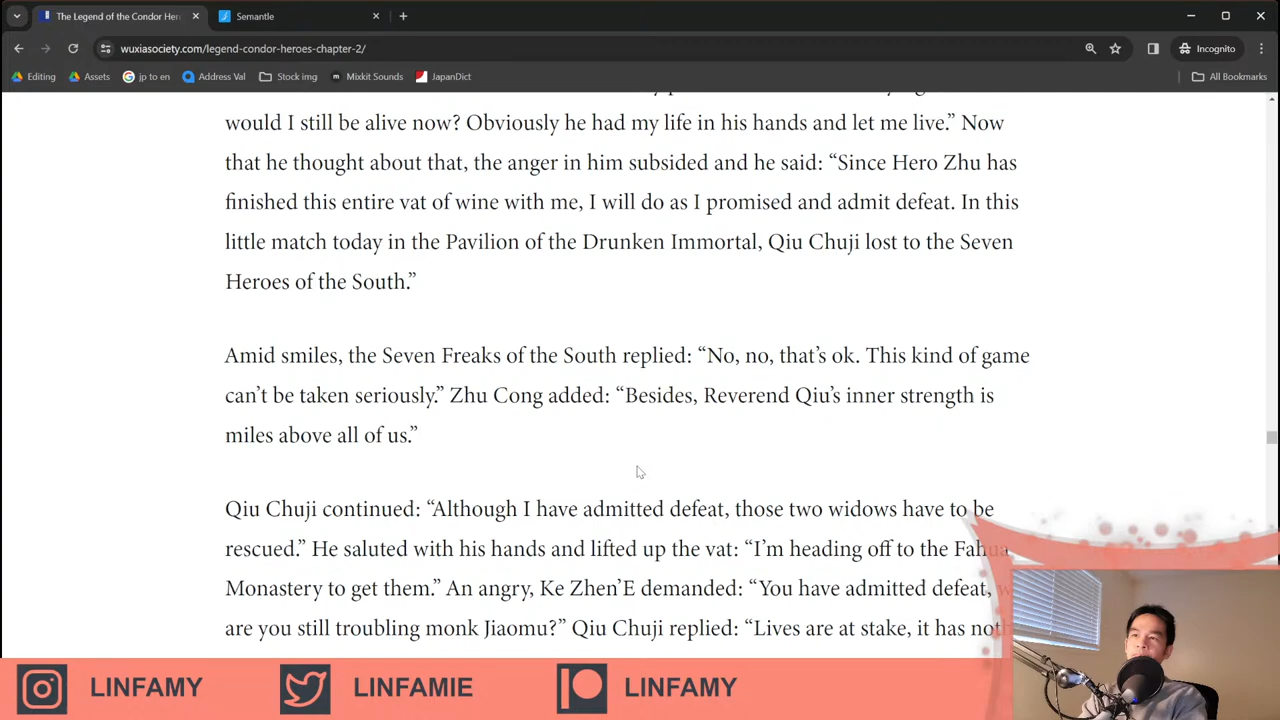 The Legend of the Condor Her
Semantle
wuxiasociety.com/legend-condor-heroes-chapter-2/
Incognito
Editing
Assets
jp to en
Address Val
Stock img
Mixkit Sounds
JapanDict
All Bookmarks
would I still be alive now? Obviously he had my life in his hands and let me live.” Now
that he thought about that, the anger in him subsided and he said: “Since Hero Zhu has
finished this entire vat of wine with me, I will do as I promised and admit defeat. In this
little match today in the Pavilion of the Drunken Immortal, Qiu Chuji lost to the Seven
Heroes of the South.”
Amid smiles, the Seven Freaks of the South replied: “No, no, that’s ok. This kind of game
can’t be taken seriously.” Zhu Cong added: “Besides, Reverend Qiu’s inner strength is
miles above all of us.”
Qiu Chuji continued: “Although I have admitted defeat, those two widows have to be
rescued.” He saluted with his hands and lifted up the vat: “I’m heading off to the Fahua
Monastery to get them.” An angry, Ke Zhen’E demanded: “You have admitted defeat,
are you still troubling monk Jiaomu?” Qiu Chuji replied: “Lives are at stake, it has
LINFAMY
LINFAMIE
LINFAMY